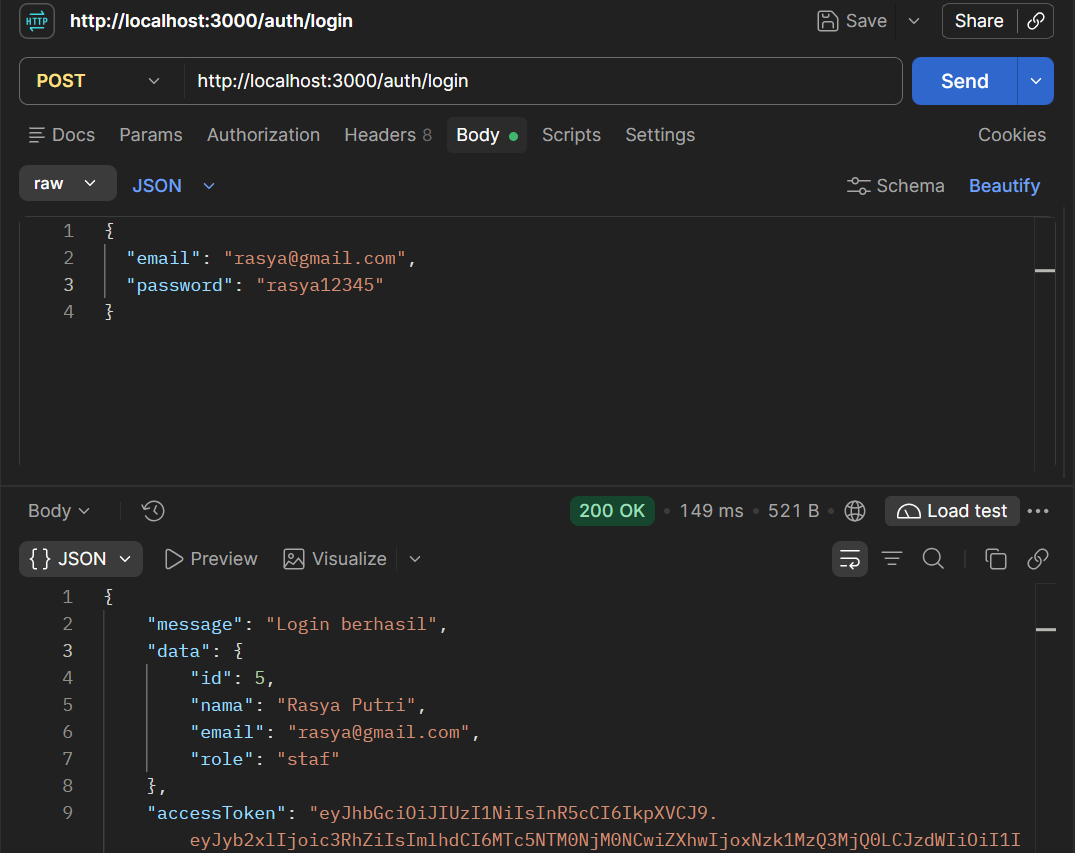 HTTP http://localhost:3000/auth/login Save Share
POST http://localhost:3000/auth/login Send
Docs Params Authorization Headers 8 Body Scripts Settings Cookies
raw JSON Schema Beautify
1 {
2 "email": "rasya@gmail.com",
3 "password": "rasya12345"
4 }
Body 200 OK 149 ms 521 B Load test
{} JSON Preview Visualize
1 {
2 "message": "Login berhasil",
3 "data": {
4 "id": 5,
5 "nama": "Rasya Putri",
6 "email": "rasya@gmail.com",
7 "role": "staf"
8 },
9 "accessToken": "eyJhbGciOiJIUzI1NiIsInR5cCI6IkpXVCJ9.
eyJyb2xlIjoic3RhZiIsImlhdCI6MTc5NTM0NjM0NCwiZXhwIjoxNzk1MzQ3MjQ0LCJzdWIiOiI1I